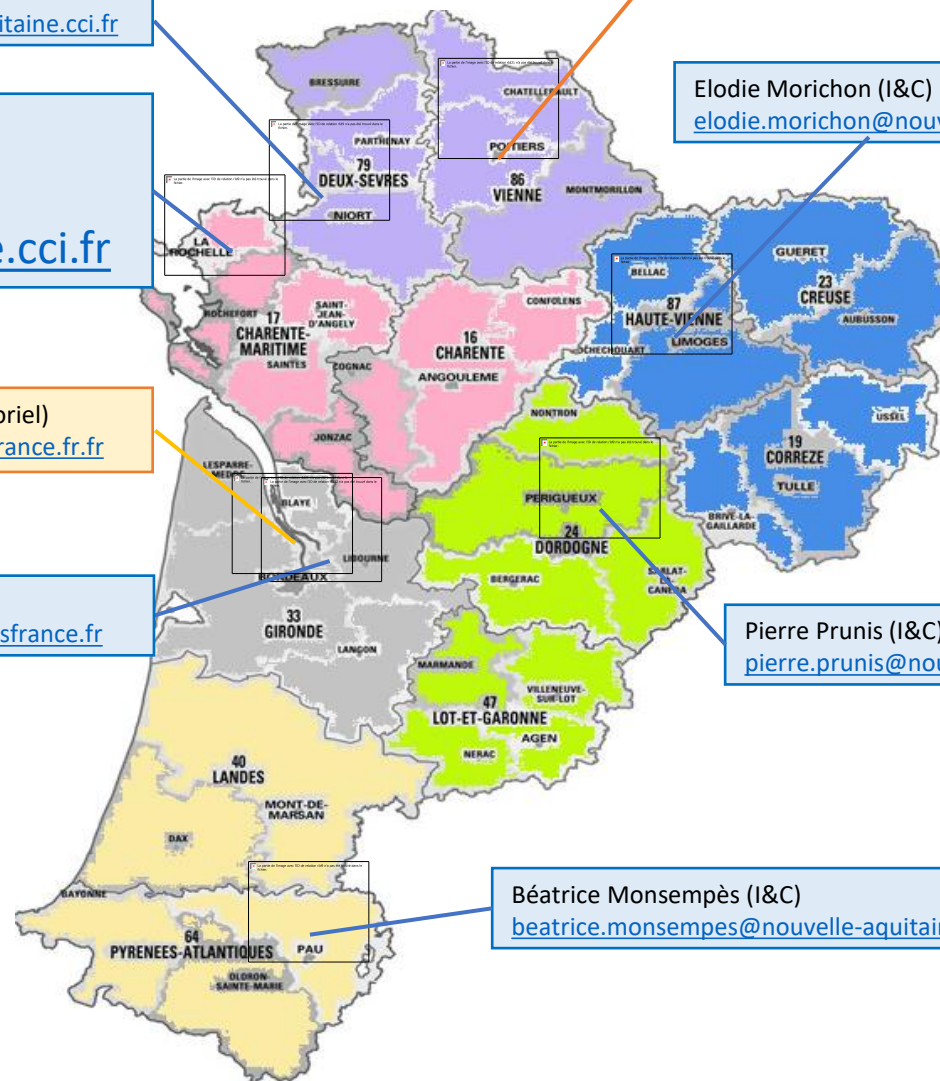 itaine.cci.fr
BRESSUIRE
CHATELLERAULT
Elodie Morichon (I&C)
elodie.morichon@nouv
PARTHENAY
79
DEUX-SEVRES
NIORT
POITIERS
86
VIENNE
MONTMORILLON
e.cci.fr
LA
ROCHELLE
GUERET
23
CREUSE
AUBUSSON
BELLAC
87
HAUTE-VIENNE
LIMOGES
OCHECHOUART
CONFOLENS
ROCHEFORT
17
CHARENTE-
MARITIME
SAINTES
SAINT-
JEAN-
D'ANGELY
16
CHARENTE
ANGOULEME
COGNAC
JONZAC
oriel)
rance.fr.fr
NONTRON
USSEL
19
CORREZE
TULLE
BRIVE-LA-
GAILLARDE
LESPARRE-
BLAYE
PERIGUEUX
24
DORDOGNE
BERGERAC
SARLAT-
LA-
CANEDA
LIBOURNE
BORDEAUX
33
GIRONDE
LANGON
sfrance.fr
Pierre Prunis (I&C)
pierre.prunis@nou
MARMANDE
VILLENEUVE-
SUR-LOT
47
LOT-ET-GARONNE
AGEN
NERAC
40
LANDES
MONT-DE-
MARSAN
DAX
BAYONNE
64
PYRENEES-ATLANTIQUES
PAU
OLORON-
SAINTE-MARIE
Béatrice Monsempès (I&C)
beatrice.monsempes@nouvelle-aquitain